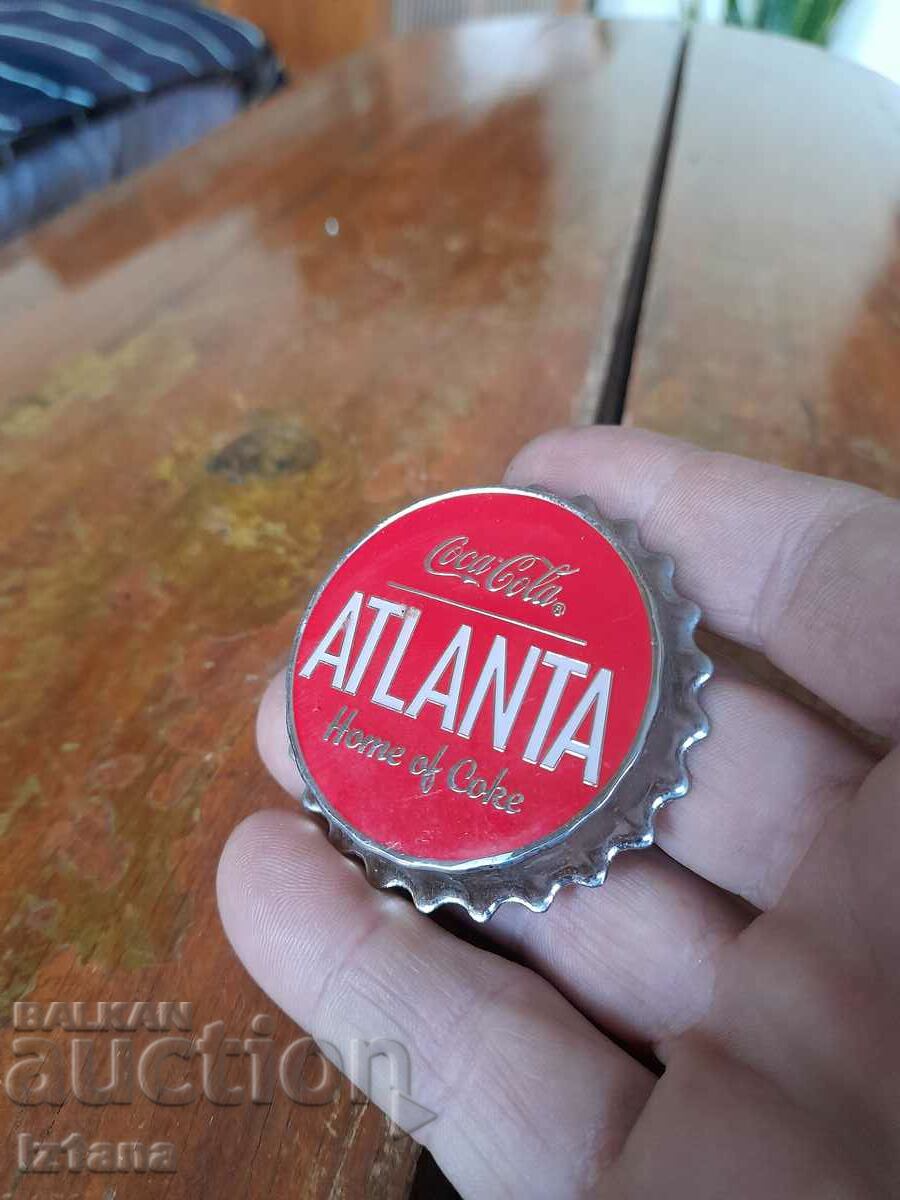 Coca-Cola ®
ATLANTA
Home of Coke
BALKAN
auction
Iztana